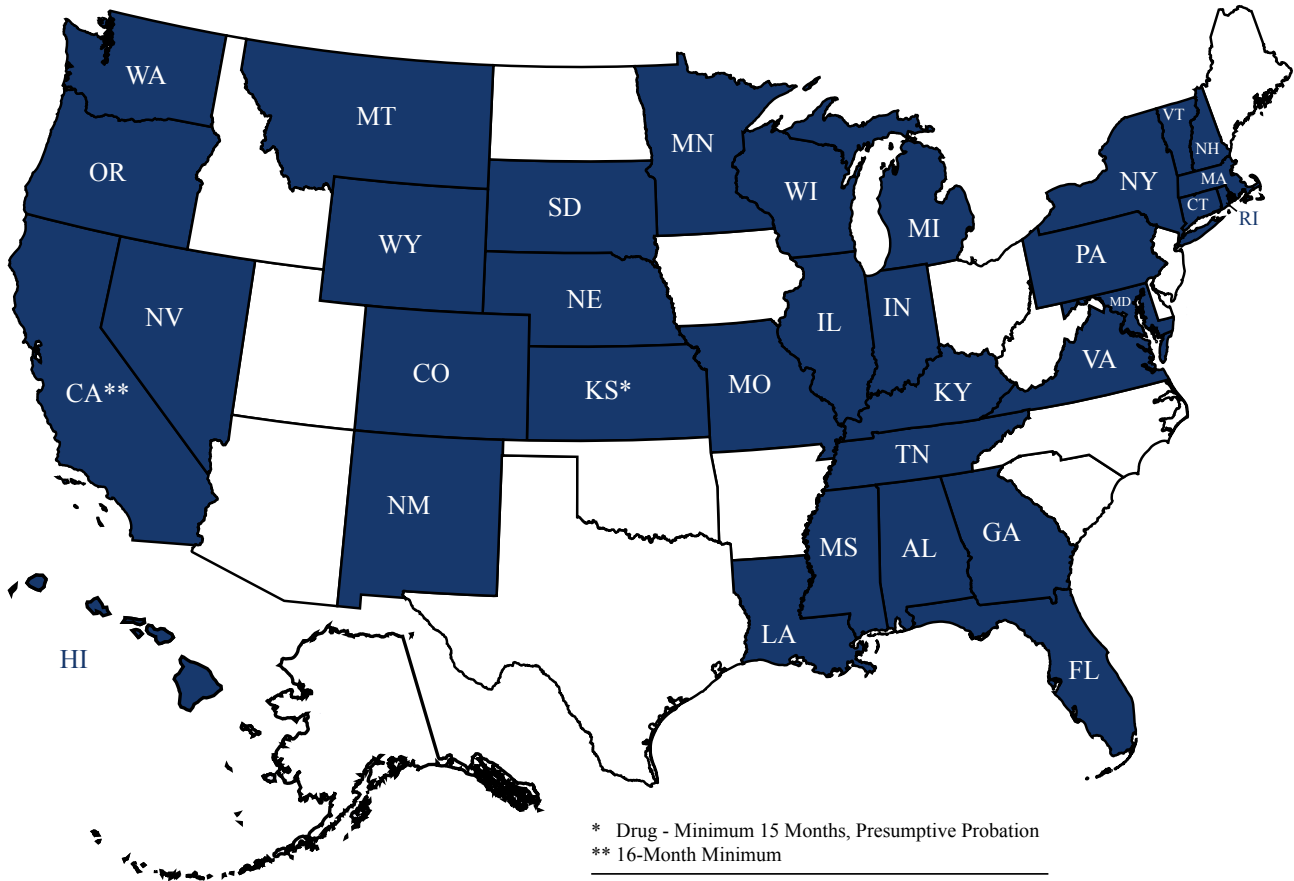 WA
MT
MN
VT
NH
OR
WI
NY
MA
SD
CT
RI
MI
WY
PA
NE
MD
IN
NV
IL
VA
CO
CA**
KS*
MO
KY
TN
NM
GA
MS
AL
LA
HI
FL
* Drug - Minimum 15 Months, Presumptive Probation
** 16-Month Minimum